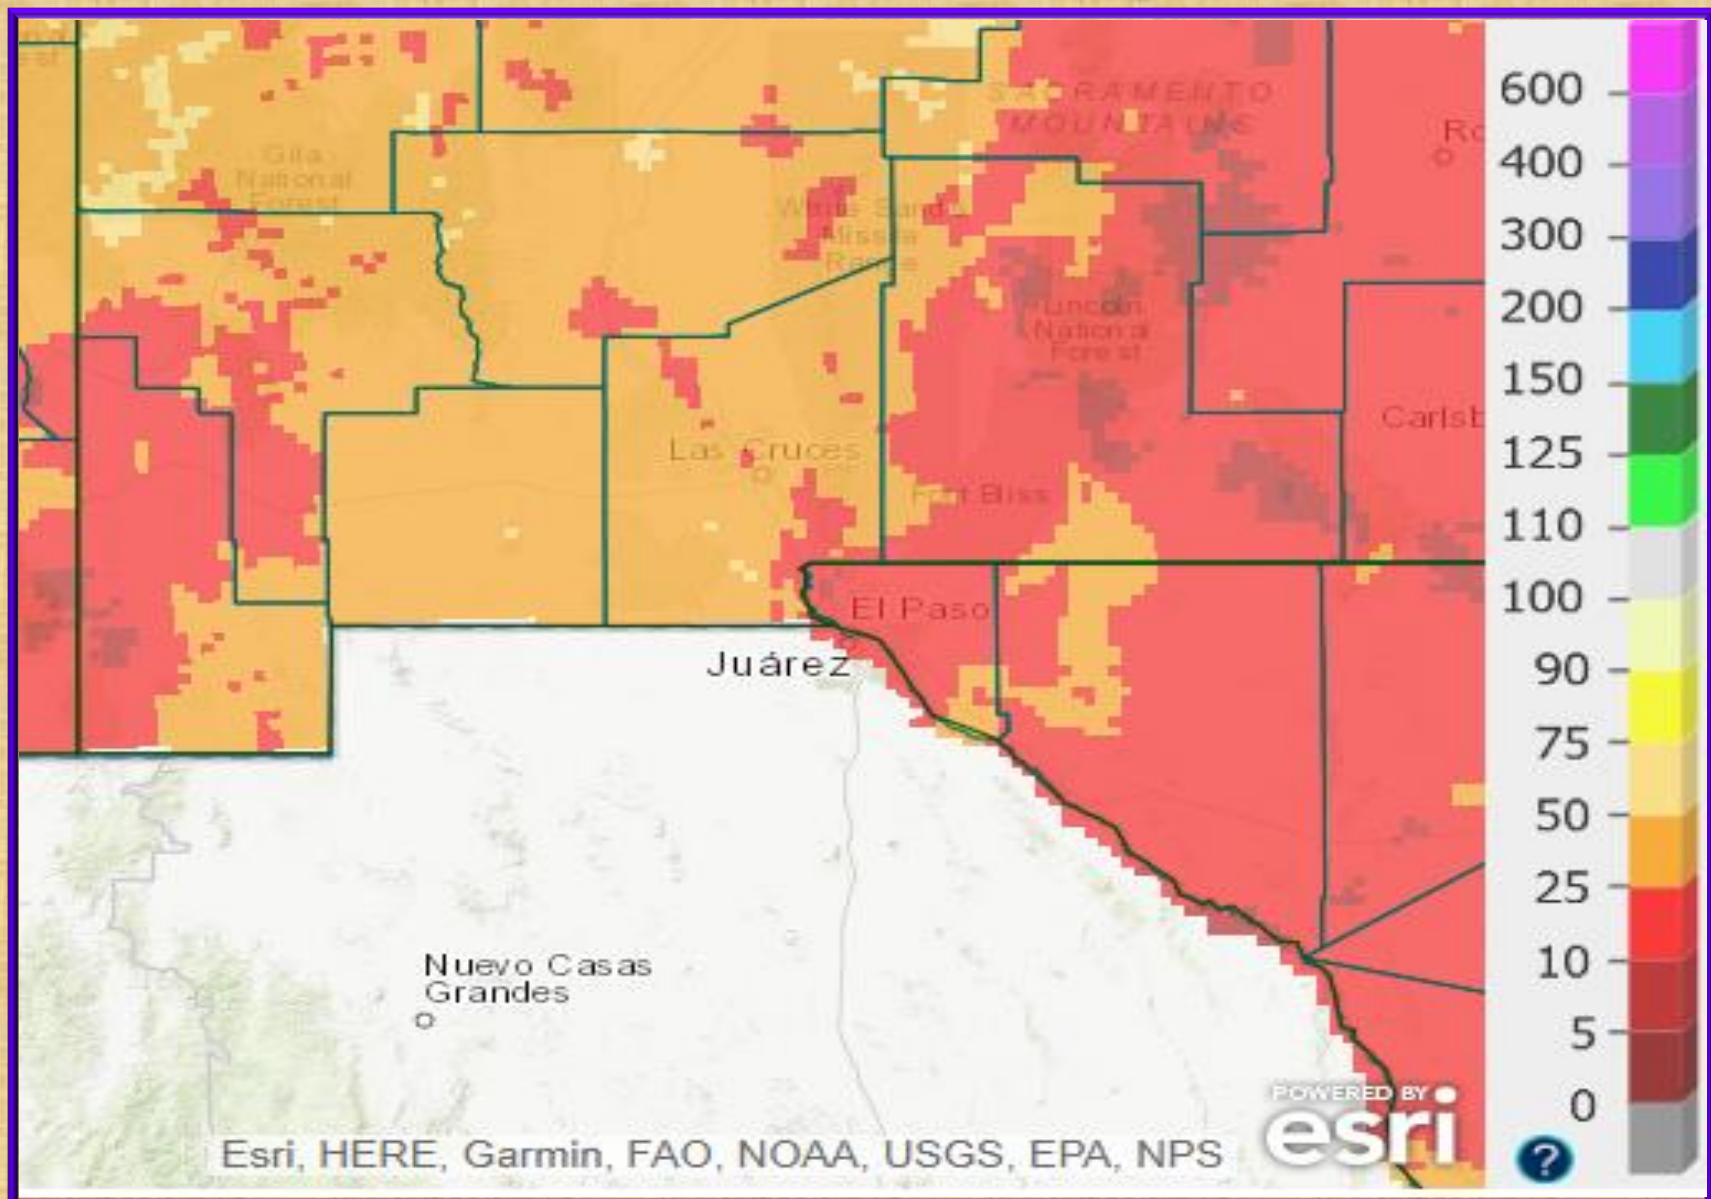 SACRAMENTO
MOUNTAINS
Ro
Gila
National
Forest
White Sands
Missile
Range
Lincoln
National
Forest
Carlsb
Las Cruces
Fort Bliss
El Paso
Juárez
Nuevo Casas
Grandes
600
400
300
200
150
125
110
100
90
75
50
25
10
5
0
POWERED BY
esri
Esri, HERE, Garmin, FAO, NOAA, USGS, EPA, NPS
?